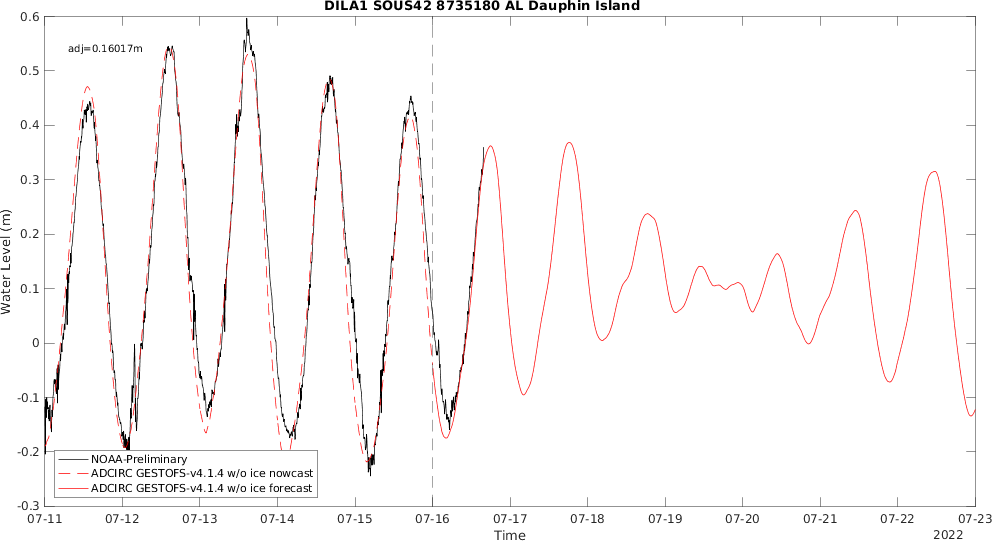 DILA1 SOUS42 8735180 AL Dauphin Island
adj=0.16017m
0.6
0.5
0.4
0.3
0.2
0.1
0
-0.1
-0.2
-0.3
Water Level (m)
NOAA-Preliminary
ADCIRC GESTOFS-v4.1.4 w/o ice nowcast
ADCIRC GESTOFS-v4.1.4 w/o ice forecast
07-11 07-12 07-13 07-14 07-15 07-16 07-17 07-18 07-19 07-20 07-21 07-22 07-23
Time
2022